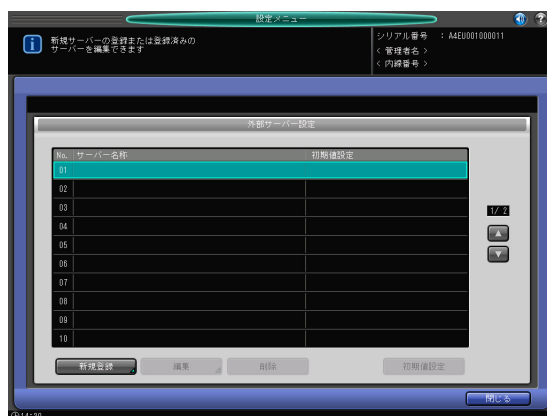 設定メニュー
新規サーバーの登録または登録済みの
サーバーを編集できます
シリアル番号 : A4EU001000011
< 管理者名 >
< 内線番号 >
外部サーバー設定
No. サーバー名称 初期値設定
01
02
03
04
05
06
07
08
09
10
1/ 2
新規登録 編集 削除 初期値設定
閉じる
14:20